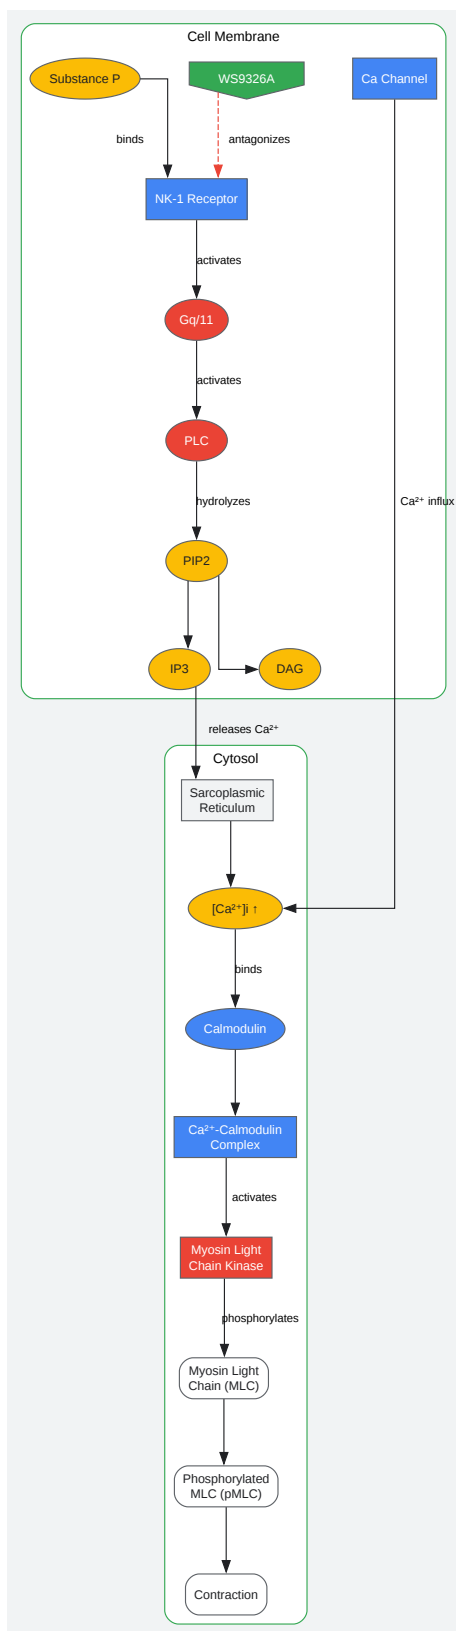 Cell Membrane
Substance P
WS9326A
Ca Channel
binds
antagonizes
NK-1 Receptor
activates
Gq/11
activates
PLC
hydrolyzes
Ca²⁺ influx
PIP2
IP3
DAG
releases Ca²⁺
Cytosol
Sarcoplasmic
Reticulum
[Ca²⁺]i ↑
binds
Calmodulin
Ca²⁺-Calmodulin
Complex
activates
Myosin Light
Chain Kinase
phosphorylates
Myosin Light
Chain (MLC)
Phosphorylated
MLC (pMLC)
Contraction